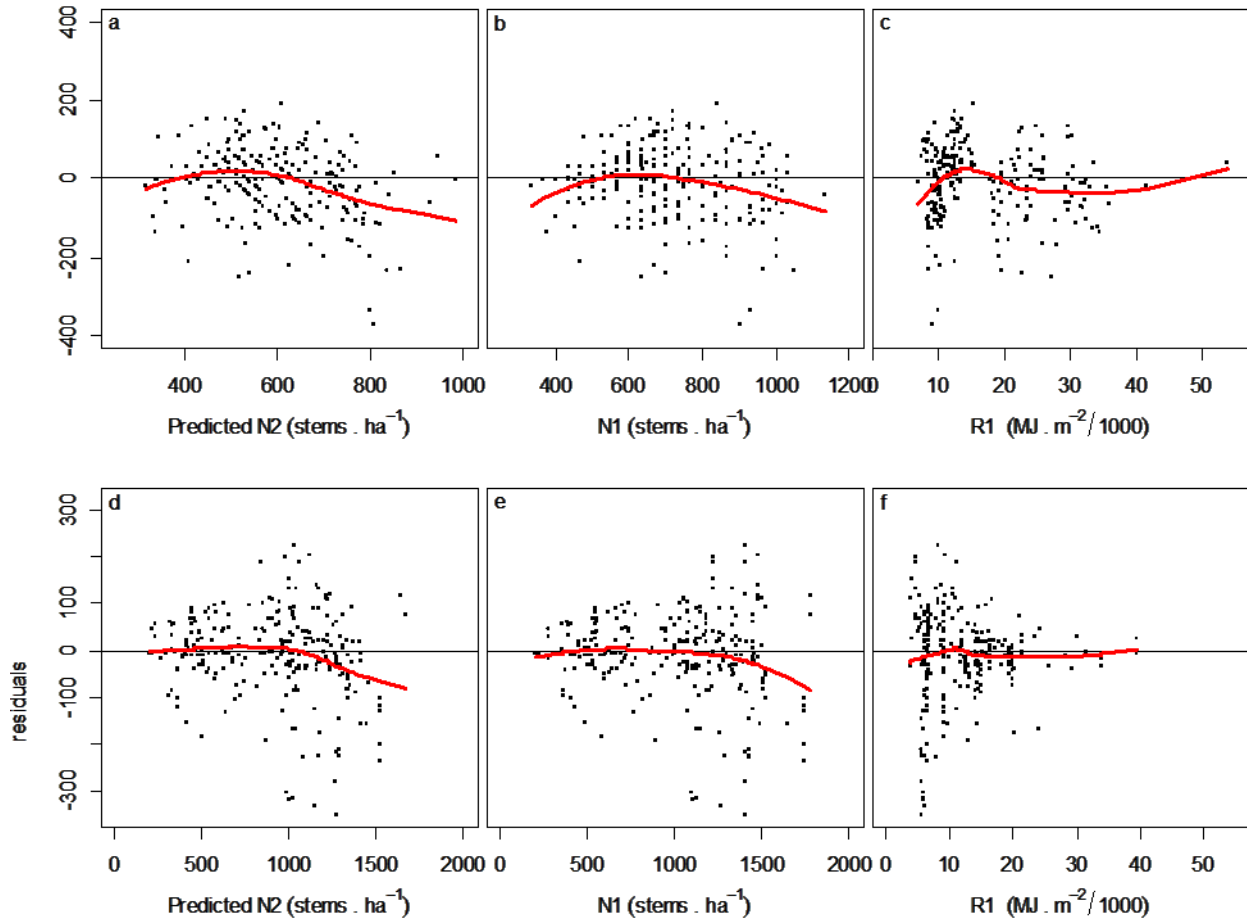 a b c
400
200
0
-200
-400
400 600 800 1000
400 600 800 1000 1200
0 10 20 30 40 50
Predicted N2 (stems . ha⁻¹) N1 (stems . ha⁻¹) R1 (MJ . m⁻²/1000)
d e f
300
100
0
-100
-300
residuals
0 500 1000 1500 2000
0 500 1000 1500 2000
10 20 30 40 50
Predicted N2 (stems . ha⁻¹) N1 (stems . ha⁻¹) R1 (MJ . m⁻²/1000)